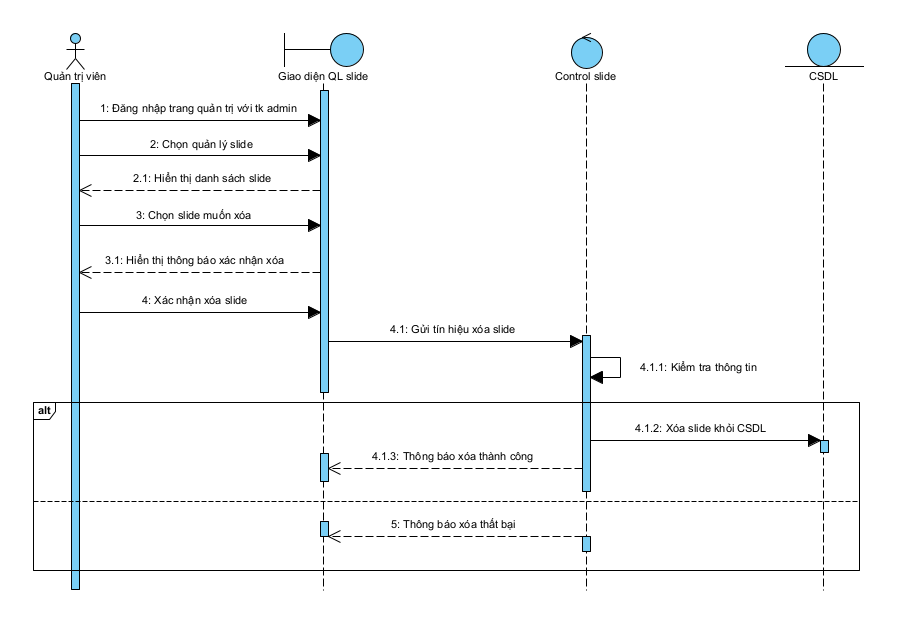 Quản trị viên
Giao diện QL slide
Control slide
CSDL
1: Đăng nhập trang quản trị với tk admin
2: Chọn quản lý slide
2.1: Hiển thị danh sách slide
3: Chọn slide muốn xóa
3.1: Hiển thị thông báo xác nhận xóa
4: Xác nhận xóa slide
4.1: Gửi tín hiệu xóa slide
4.1.1: Kiểm tra thông tin
alt
4.1.2: Xóa slide khỏi CSDL
4.1.3: Thông báo xóa thành công
5: Thông báo xóa thất bại